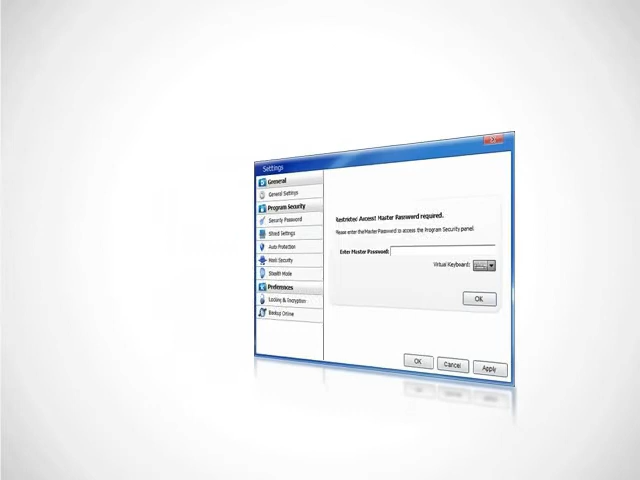 Settings
General
General Settings
Program Security
Security Password
Shield Settings
Auto Protection
Hack Security
Stealth Mode
Preferences
Locking & Encryption
Backup Online
Restricted Access! Master Password required.
Please enter the Master Password to access the Program Security panel.
Enter Master Password:
Virtual Keyboard:
OK
OK
Cancel
Apply